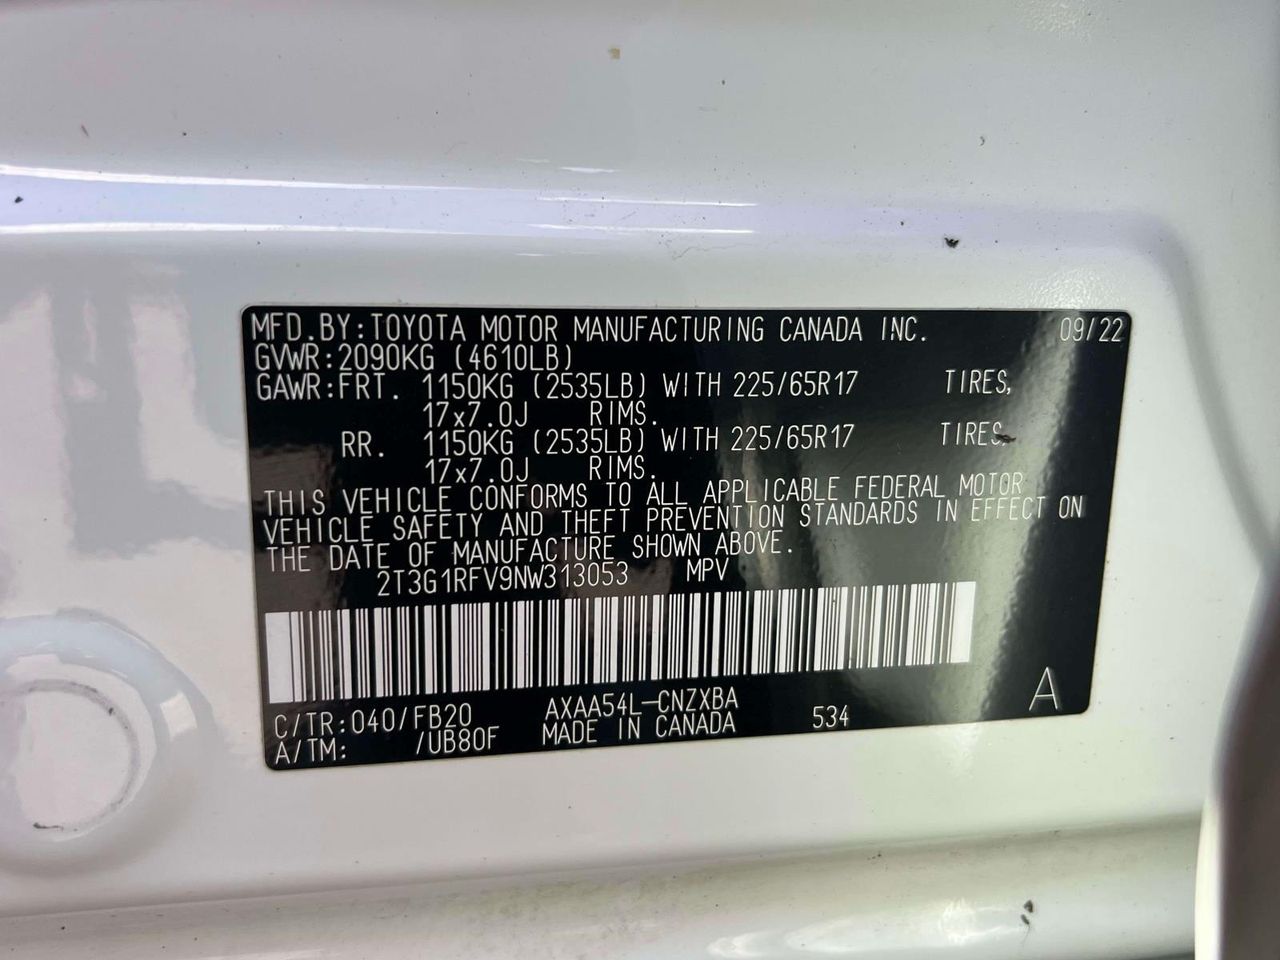 MFD.BY:TOYOTA MOTOR MANUFACTURING CANADA INC. 09/22
GVWR:2090KG (4610LB)
GAWR:FRT. 1150KG (2535LB) WITH 225/65R17 TIRES,
17x7.0J RIMS.
RR. 1150KG (2535LB) WITH 225/65R17 TIRES,
17x7.0J RIMS.
THIS VEHICLE CONFORMS TO ALL APPLICABLE FEDERAL MOTOR
VEHICLE SAFETY AND THEFT PREVENTION STANDARDS IN EFFECT ON
THE DATE OF MANUFACTURE SHOWN ABOVE.
2T3G1RFV9NW313053 MPV
C/TR:040/FB20 AXAA54L-CNZXBA A
A/TM: /UB80F MADE IN CANADA 534